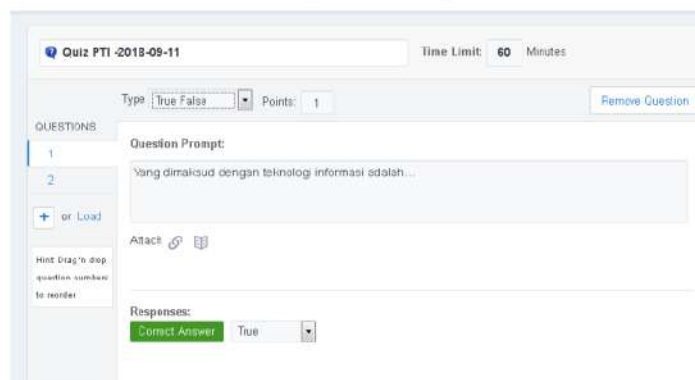 Quiz PTI -2018-09-11
Time Limit: 60 Minutes
Type True False Points: 1
Remove Question
QUESTIONS
1
2
+ or Load
Hint Drag'n drop
question numbers
to reorder
Question Prompt:
Yang dimaksud dengan teknologi informasi adalah...
Attach
Responses:
Correct Answer True